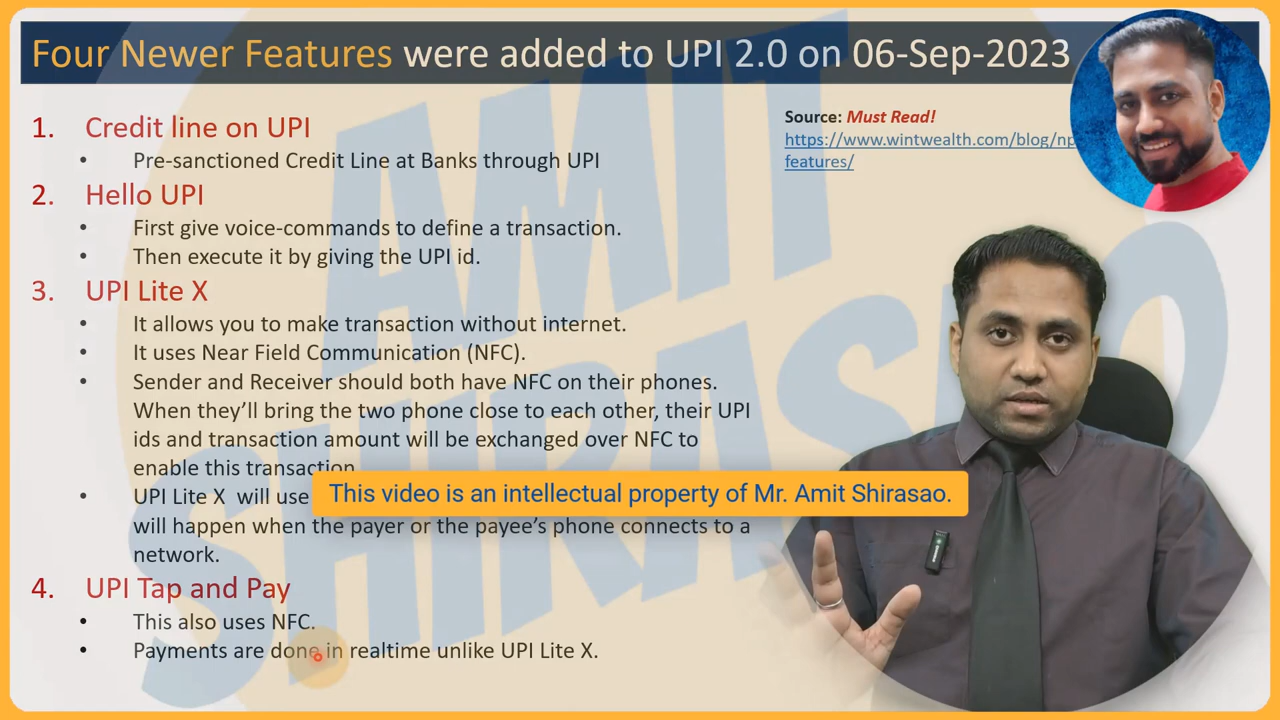 Four Newer Features were added to UPI 2.0 on 06-Sep-2023
1. Credit line on UPI
• Pre-sanctioned Credit Line at Banks through UPI
2. Hello UPI
• First give voice-commands to define a transaction.
• Then execute it by giving the UPI id.
3. UPI Lite X
• It allows you to make transaction without internet.
• It uses Near Field Communication (NFC).
• Sender and Receiver should both have NFC on their phones.
When they'll bring the two phone close to each other, their UPI
ids and transaction amount will be exchanged over NFC to
enable this transaction
• UPI Lite X will use
will happen when the payer or the payee's phone connects to a
network.
4. UPI Tap and Pay
• This also uses NFC.
• Payments are done in realtime unlike UPI Lite X.
Source: Must Read!
https://www.wintwealth.com/blog/np
features/
This video is an intellectual property of Mr. Amit Shirasao.
AMIT
SHIRASAO